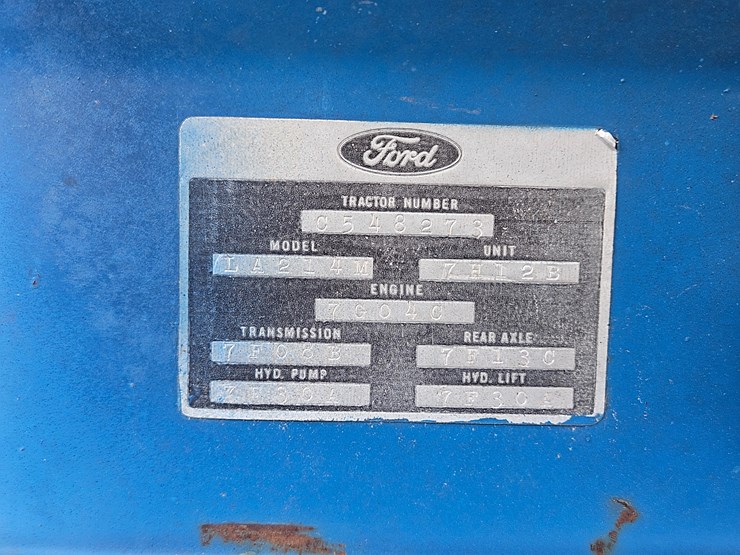 Ford
TRACTOR NUMBER
C548273
MODEL UNIT
LA214M 7H12B
ENGINE
7G04C
TRANSMISSION REAR AXLE
7F08B 7F13C
HYD. PUMP HYD. LIFT
7F30A